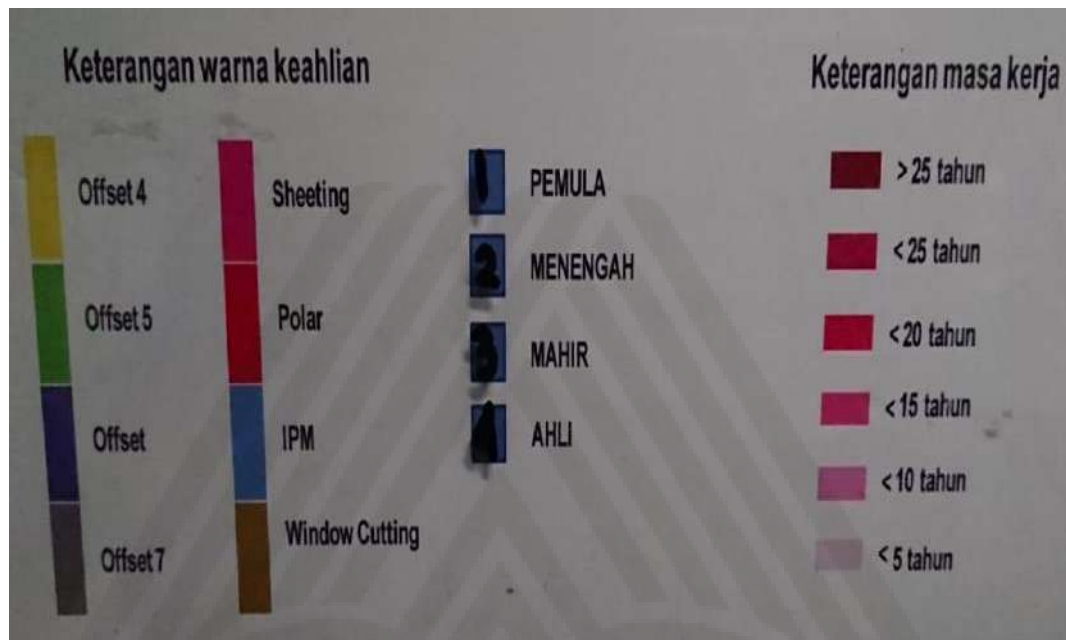 Keterangan warna keahlian
Offset 4
Offset 5
Offset
Offset 7
Sheeting
Polar
IPM
Window Cutting
1 PEMULA
2 MENENGAH
3 MAHIR
4 AHLI
Keterangan masa kerja
> 25 tahun
< 25 tahun
< 20 tahun
< 15 tahun
< 10 tahun
< 5 tahun